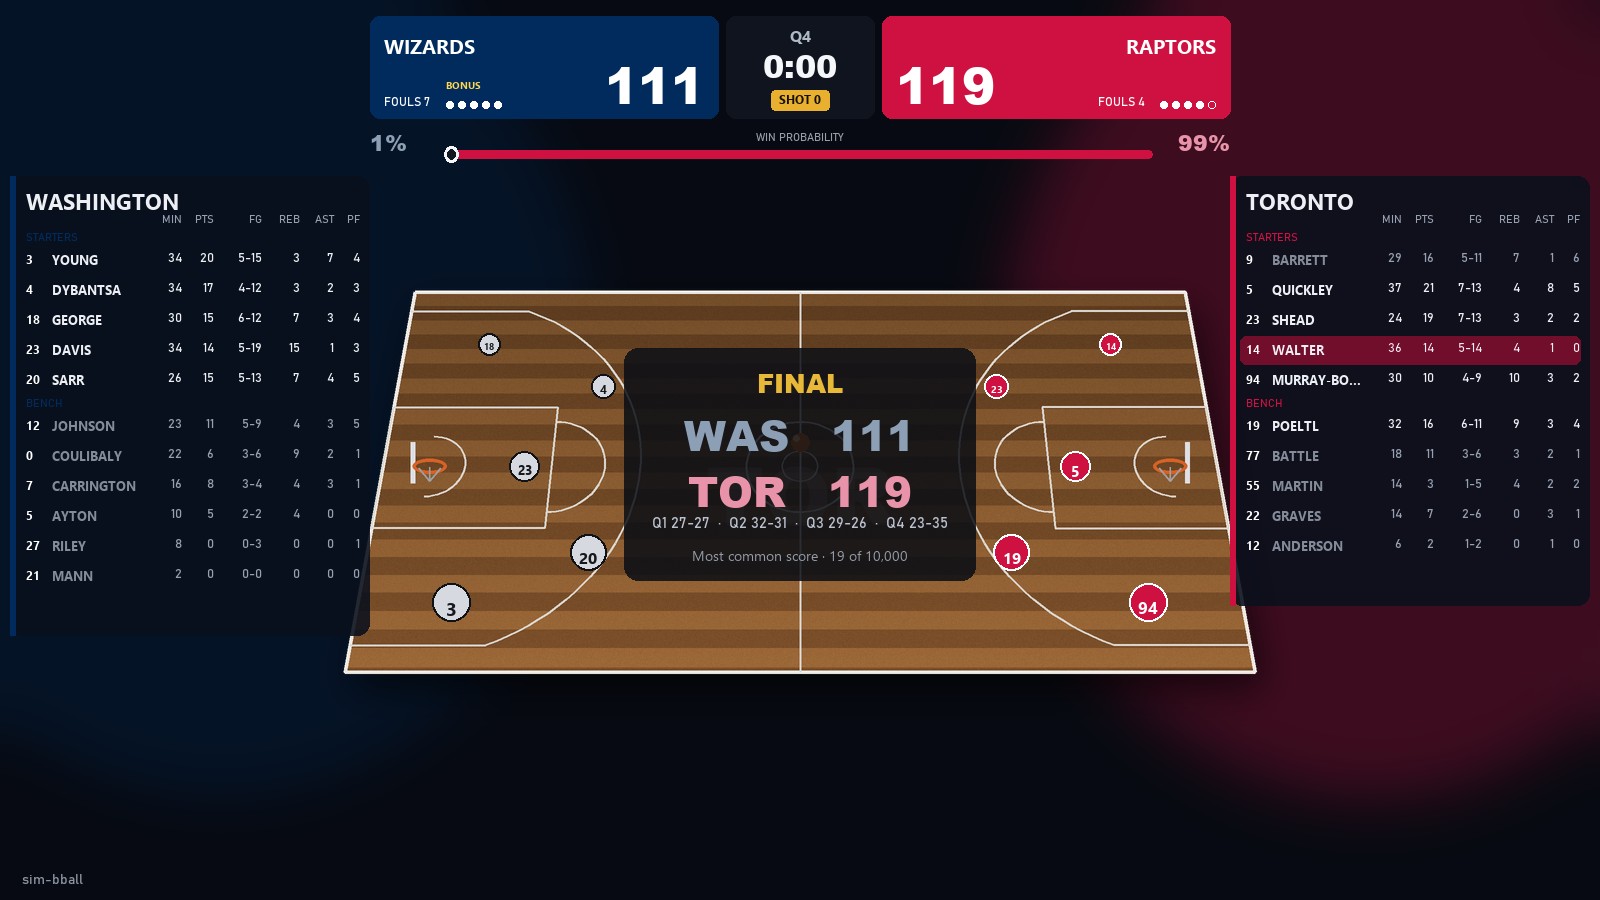 WIZARDS
BONUS
FOULS 7
111
Q4
0:00
SHOT 0
RAPTORS
119
FOULS 4
1%
WIN PROBABILITY
99%
WASHINGTON
MIN PTS FG REB AST PF
STARTERS
3 YOUNG 34 20 5-15 3 7 4
4 DYBANTSA 34 17 4-12 3 2 3
18 GEORGE 30 15 6-12 7 3 4
23 DAVIS 34 14 5-19 15 1 3
20 SARR 26 15 5-13 7 4 5
BENCH
12 JOHNSON 23 11 5-9 4 3 5
0 COULIBALY 22 6 3-6 9 2 1
7 CARRINGTON 16 8 3-4 4 3 1
5 AYTON 10 5 2-2 4 0 0
27 RILEY 8 0 0-3 0 0 1
21 MANN 2 0 0-0 0 0 0
18
4
23
20
3
FINAL
WAS 111
TOR 119
Q1 27-27 · Q2 32-31 · Q3 29-26 · Q4 23-35
Most common score · 19 of 10,000
14
23
5
19
94
TORONTO
MIN PTS FG REB AST PF
STARTERS
9 BARRETT 29 16 5-11 7 1 6
5 QUICKLEY 37 21 7-13 4 8 5
23 SHEAD 24 19 7-13 3 2 2
14 WALTER 36 14 5-14 4 1 0
94 MURRAY-BO... 30 10 4-9 10 3 2
BENCH
19 POELTL 32 16 6-11 9 3 4
77 BATTLE 18 11 3-6 3 2 1
55 MARTIN 14 3 1-5 4 2 2
22 GRAVES 14 7 2-6 0 3 1
12 ANDERSON 6 2 1-2 0 1 0
sim-bball